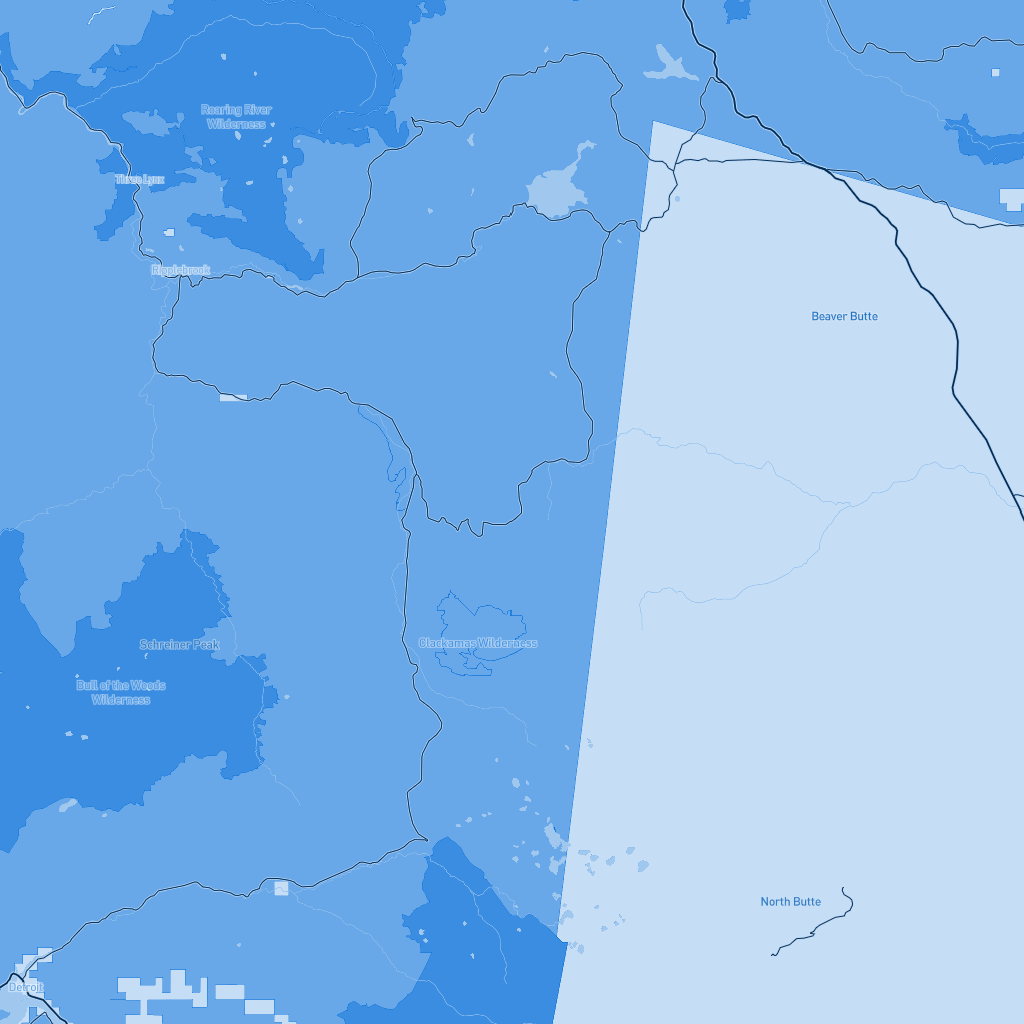 Roaring River
Wilderness
Three Lynx
Ripplebrook
Beaver Butte
Schreiner Peak
Clackamas Wilderness
Bull of the Woods
Wilderness
North Butte
Detroit